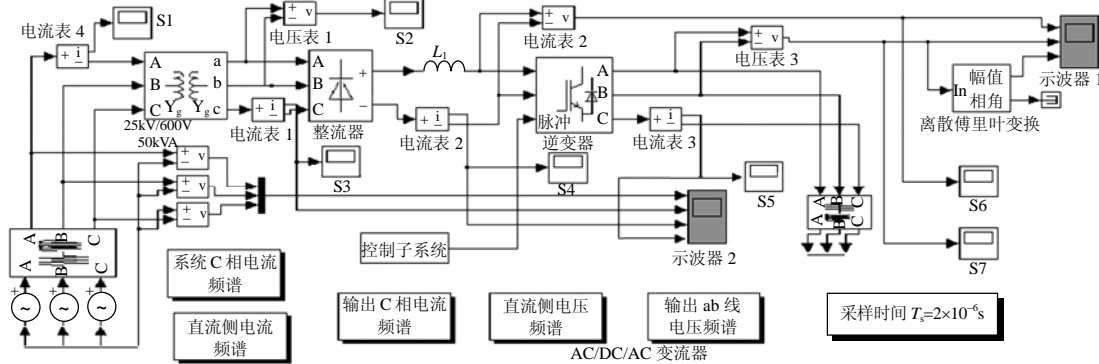 S1
电流表 4
+ i −
A a
B b
C c
Yg Yg
25kV/600V
50kVA
+ − v
电压表 1
S2
+ i −
电流表 1
A
B
C
+
−
整流器
L1
+ i −
电流表 2
S3
+ − v
电流表 2
A
B
C
脉冲
逆变器
+ i −
电流表 3
S4
S5
+ − v
电压表 3
In
幅值
相角
离散傅里叶变换
示波器 1
+ − v
+ − v
+ − v
A B C
A B C
+ ~
+ ~
+ ~
控制子系统
示波器 2
A B C
A B C
S6
S7
系统 C 相电流
频谱
直流侧电流
频谱
输出 C 相电流
频谱
直流侧电压
频谱
输出 ab 线
电压频谱
采样时间 Ts=2×10⁻⁶s
AC/DC/AC 变流器